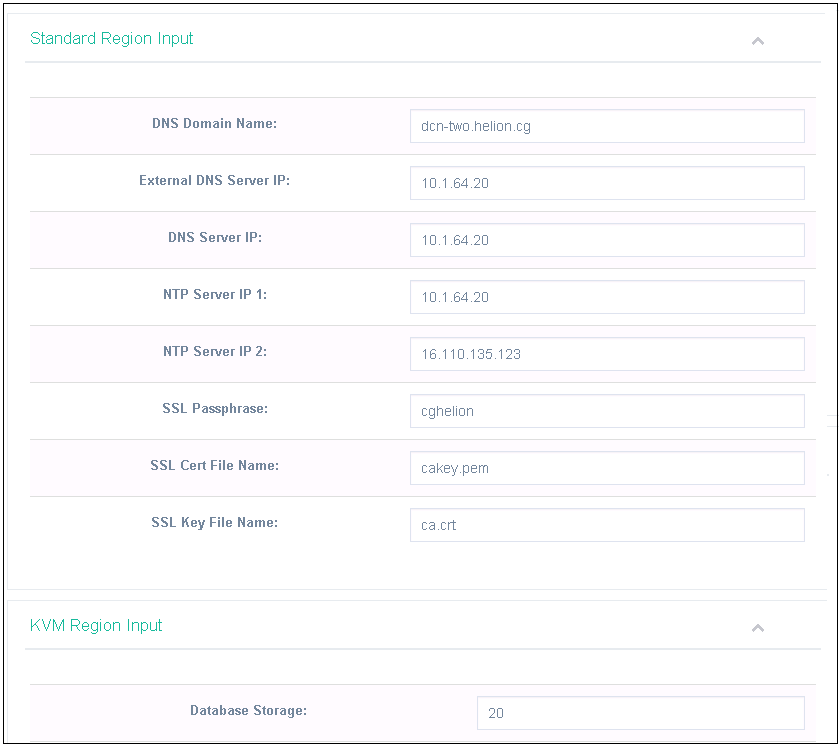 Standard Region Input
DNS Domain Name: dcn-two.helion.cg
External DNS Server IP: 10.1.64.20
DNS Server IP: 10.1.64.20
NTP Server IP 1: 10.1.64.20
NTP Server IP 2: 16.110.135.123
SSL Passphrase: cghelion
SSL Cert File Name: cakey.pem
SSL Key File Name: ca.crt
KVM Region Input
Database Storage: 20